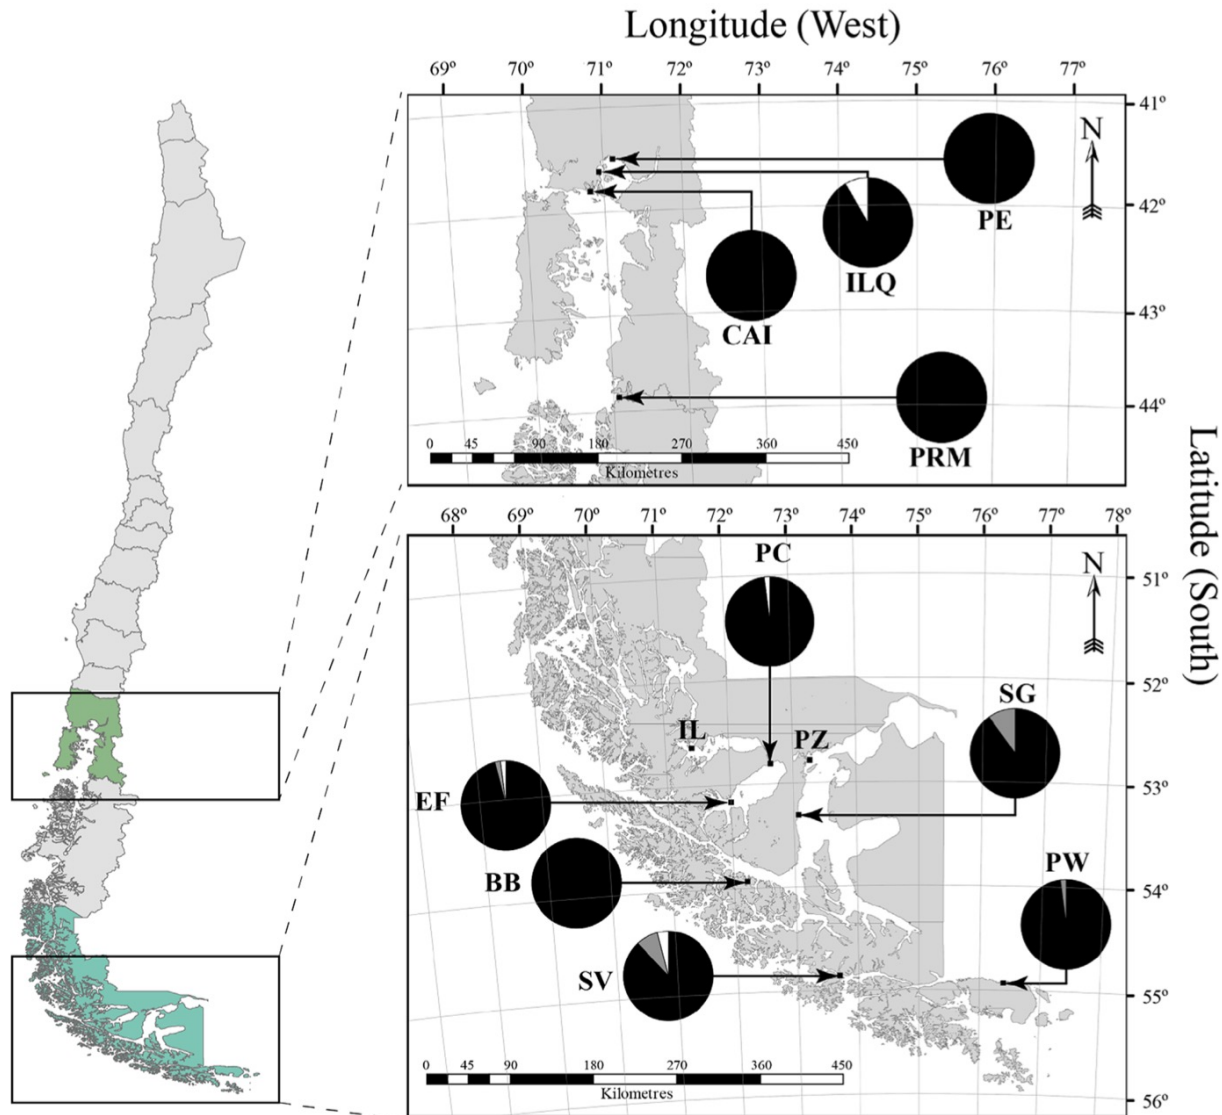 Longitude (West)
69º 70º 71º 72º 73º 74º 75º 76º 77º
41º
N
PE
42º
ILQ
43º
CAI
44º
0 45 90 180 270 360 450
Kilometres
PRM
Latitude (South)
68º 69º 70º 71º 72º 73º 74º 75º 76º 77º 78º
PC
N
51º
52º
SG
IL
PZ
53º
EF
PW
BB
54º
SV
55º
0 45 90 180 270 360 450
Kilometres
56º